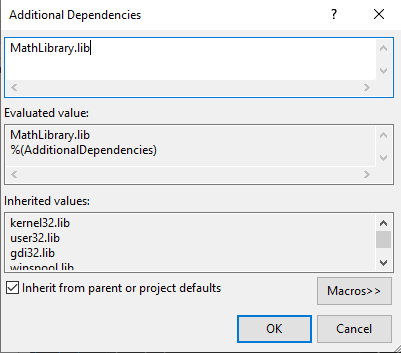 Additional Dependencies
MathLibrary.lib
Evaluated value:
MathLibrary.lib
%(AdditionalDependencies)
Inherited values:
kernel32.lib
user32.lib
gdi32.lib
winspool.lib
Inherit from parent or project defaults
Macros>>
OK
Cancel